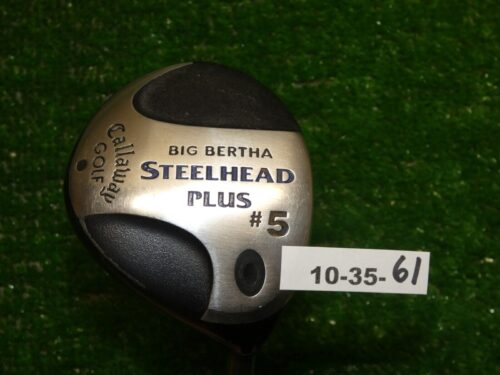 Callaway
GOLF
BIG BERTHA
STEELHEAD
PLUS
#5
10-35-61